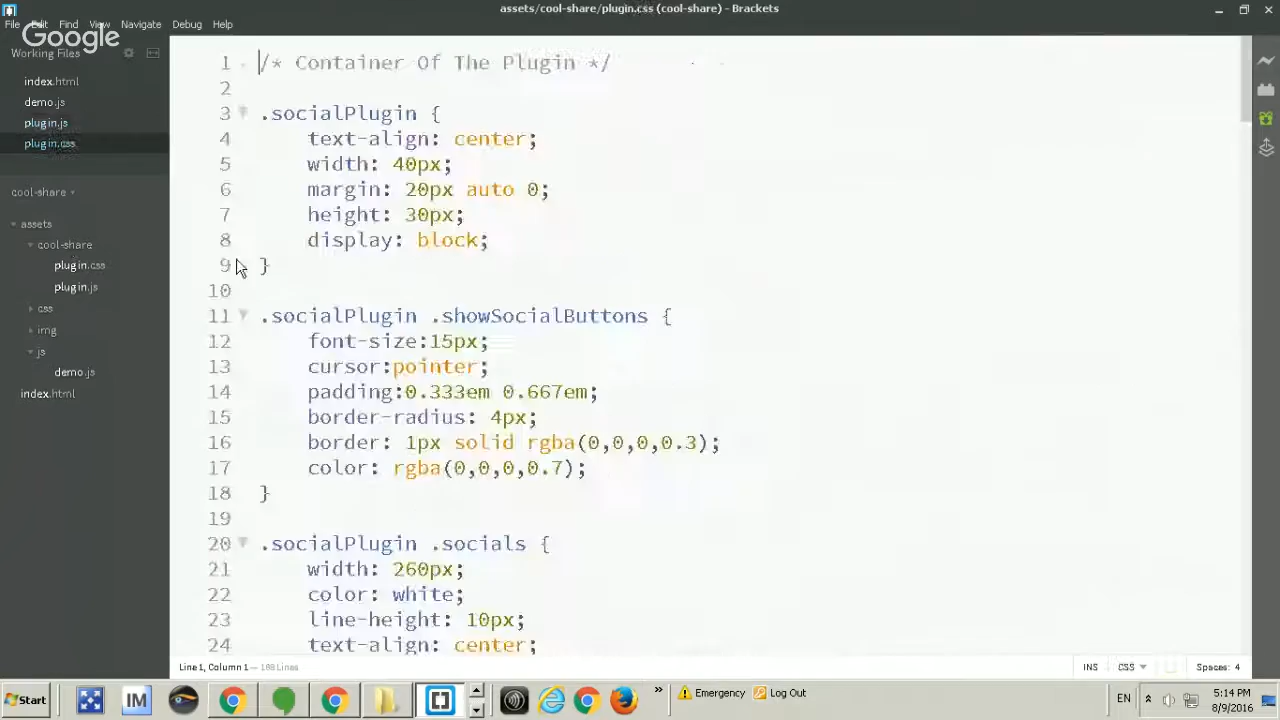 assets/cool-share/plugin.css (cool-share) - Brackets
File Edit Find View Navigate Debug Help
Google
Working Files
index.html
demo.js
plugin.js
plugin.css
cool-share
assets
cool-share
plugin.css
plugin.js
css
img
js
demo.js
index.html
1 /* Container Of The Plugin */
2
3 .socialPlugin {
4 text-align: center;
5 width: 40px;
6 margin: 20px auto 0;
7 height: 30px;
8 display: block;
9 }
10
11 .socialPlugin .showSocialButtons {
12 font-size:15px;
13 cursor:pointer;
14 padding:0.333em 0.667em;
15 border-radius: 4px;
16 border: 1px solid rgba(0,0,0,0.3);
17 color: rgba(0,0,0,0.7);
18 }
19
20 .socialPlugin .socials {
21 width: 260px;
22 color: white;
23 line-height: 10px;
24 text-align: center;
Line 1, Column 1 — 188 Lines
INS CSS Spaces: 4
Start IM » Emergency Log Out EN 5:14 PM
8/9/2016